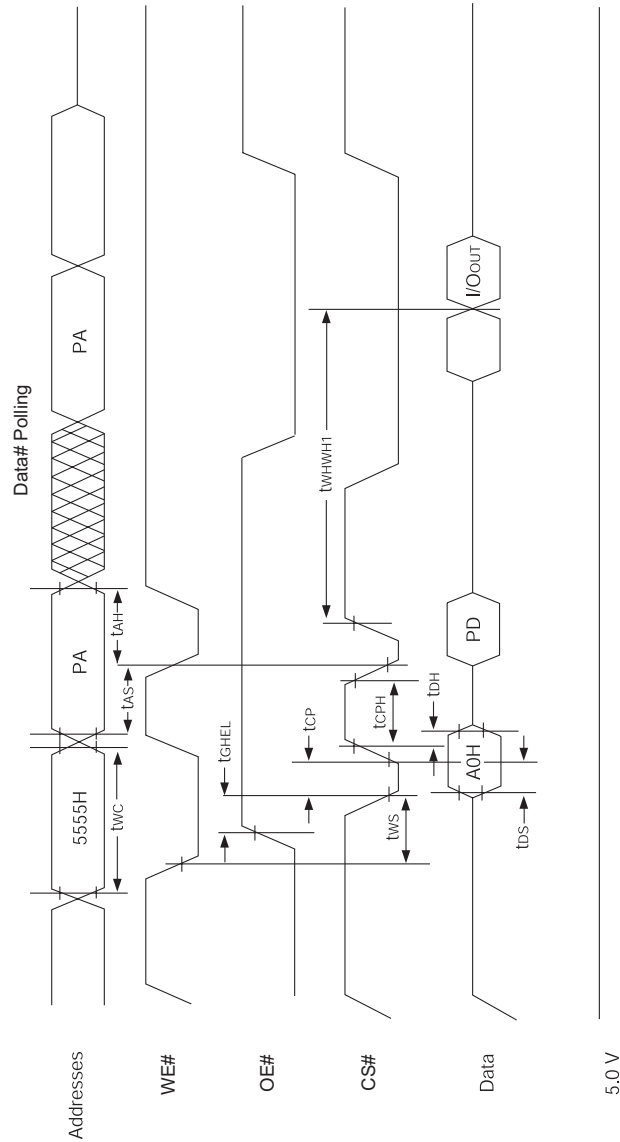 Data# Polling
Addresses
5555H
PA
PA
tWC
tAS
tAH
WE#
OE#
tGHEL
CS#
tWS
tCP
tCPH
tWHWH1
Data
A0H
PD
I/OOUT
tDS
tDH
5.0 V